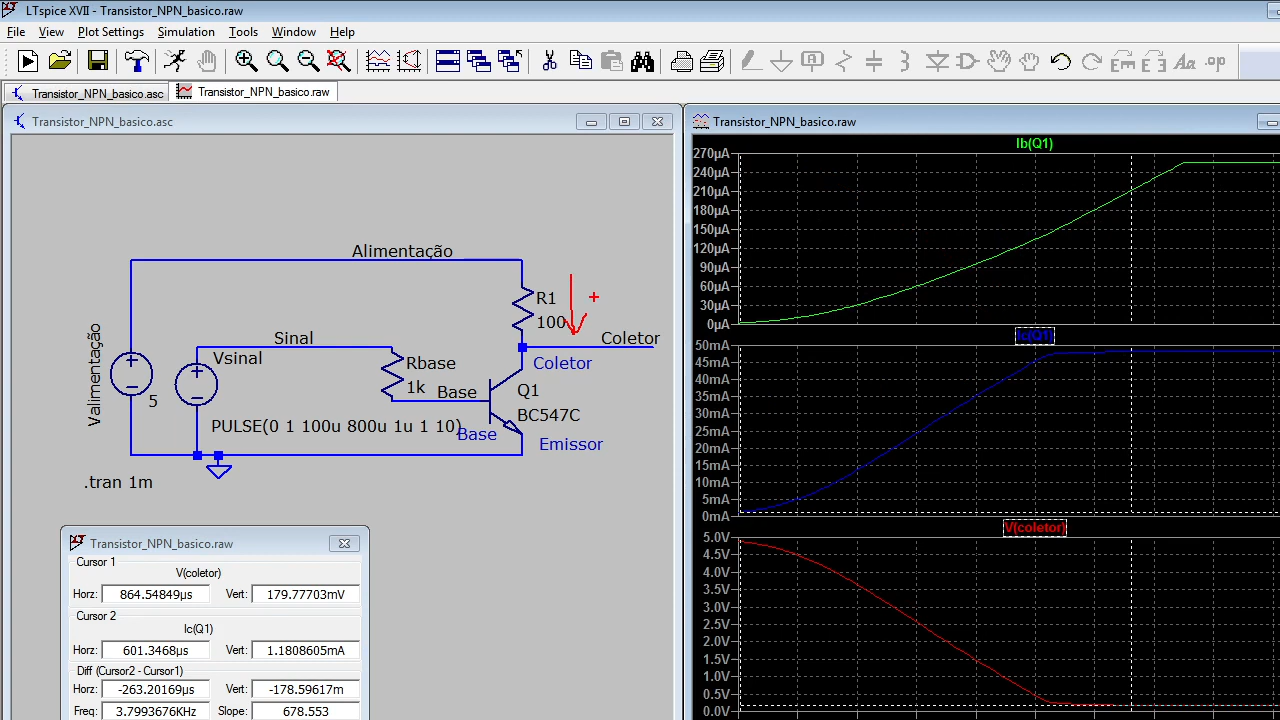 LTspice XVII - Transistor_NPN_basico.raw
File View Plot Settings Simulation Tools Window Help
Transistor_NPN_basico.asc Transistor_NPN_basico.raw
Transistor_NPN_basico.asc
Alimentação
R1
100
+
Sinal
Coletor
Vsinal
Coletor
Rbase
1k
Base
Q1
Valimentação
5
BC547C
PULSE(0 1 100u 800u 1u 1 10)
Base
Emissor
.tran 1m
Transistor_NPN_basico.raw
Cursor 1
V(coletor)
Horz: 864.54849µs Vert: 179.77703mV
Cursor 2
Ic(Q1)
Horz: 601.3468µs Vert: 1.1808605mA
Diff (Cursor2 - Cursor1)
Horz: -263.20169µs Vert: -178.59617m
Freq: 3.7993676KHz Slope: 678.553
Transistor_NPN_basico.raw
Ib(Q1)
270µA
240µA
210µA
180µA
150µA
120µA
90µA
60µA
30µA
0µA
Ic(Q1)
50mA
45mA
40mA
35mA
30mA
25mA
20mA
15mA
10mA
5mA
0mA
V(coletor)
5.0V
4.5V
4.0V
3.5V
3.0V
2.5V
2.0V
1.5V
1.0V
0.5V
0.0V